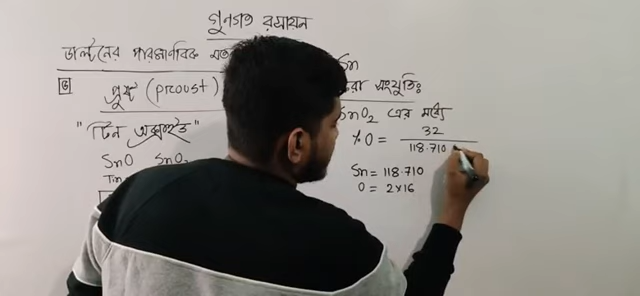 গুনগত রসায়ন
ডাল্টনের পারমাণবিক
ড
প্রুস্ট (proust)
সংযুতিঃ
Sn
"টিন অক্সাইড"
SnO SnO₂
SnO₂ এর মধ্যে
% O = 32
118.710
Sn = 118.710
O = 2×16